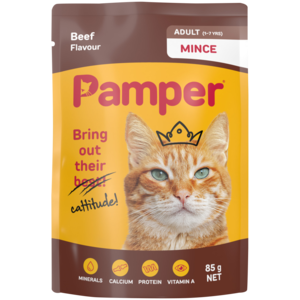 Beef
Flavour
ADULT (1-7 YRS)
MINCE
Pamper
Bring
out
their
best!
cattitude!
MINERALS
CALCIUM
PROTEIN
VITAMIN A
85 g
NET